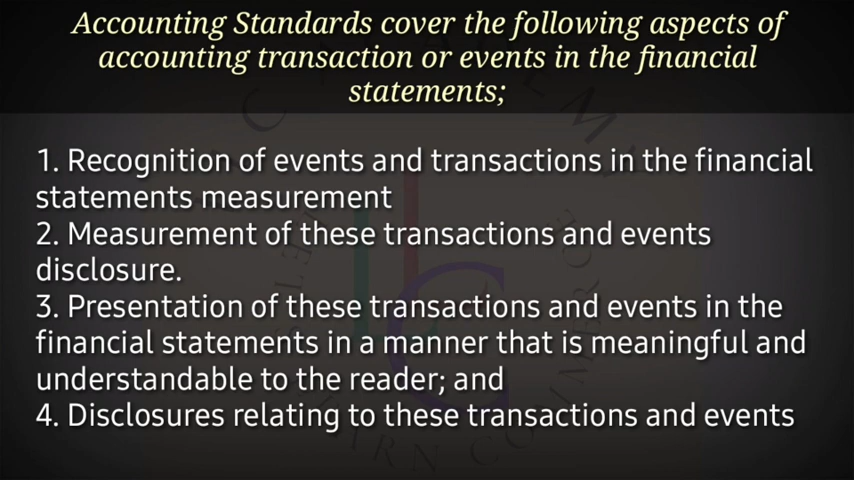 Accounting Standards cover the following aspects of
accounting transaction or events in the financial
statements;
1. Recognition of events and transactions in the financial
statements measurement
2. Measurement of these transactions and events
disclosure.
3. Presentation of these transactions and events in the
financial statements in a manner that is meaningful and
understandable to the reader; and
4. Disclosures relating to these transactions and events